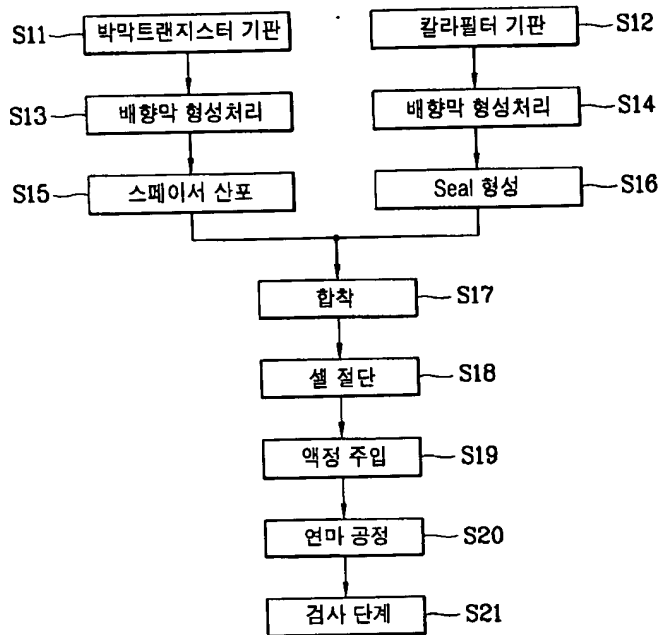 S11 박막트랜지스터 기판
칼라필터 기판 S12
S13 배향막 형성처리
배향막 형성처리 S14
S15 스페이서 산포
Seal 형성 S16
합착 S17
셀 절단 S18
액정 주입 S19
연마 공정 S20
검사 단계 S21